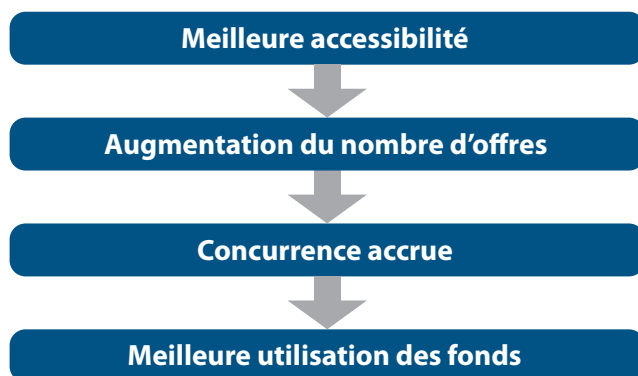 Meilleure accessibilité
Augmentation du nombre d’offres
Concurrence accrue
Meilleure utilisation des fonds